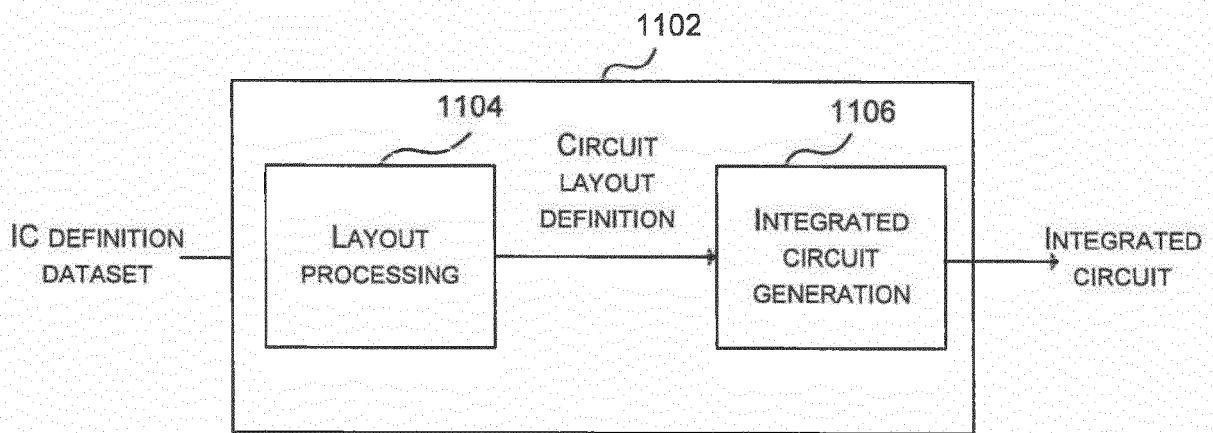 1102
1104
1106
CIRCUIT
LAYOUT
DEFINITION
IC DEFINITION
DATASET
LAYOUT
PROCESSING
INTEGRATED
CIRCUIT
GENERATION
INTEGRATED
CIRCUIT